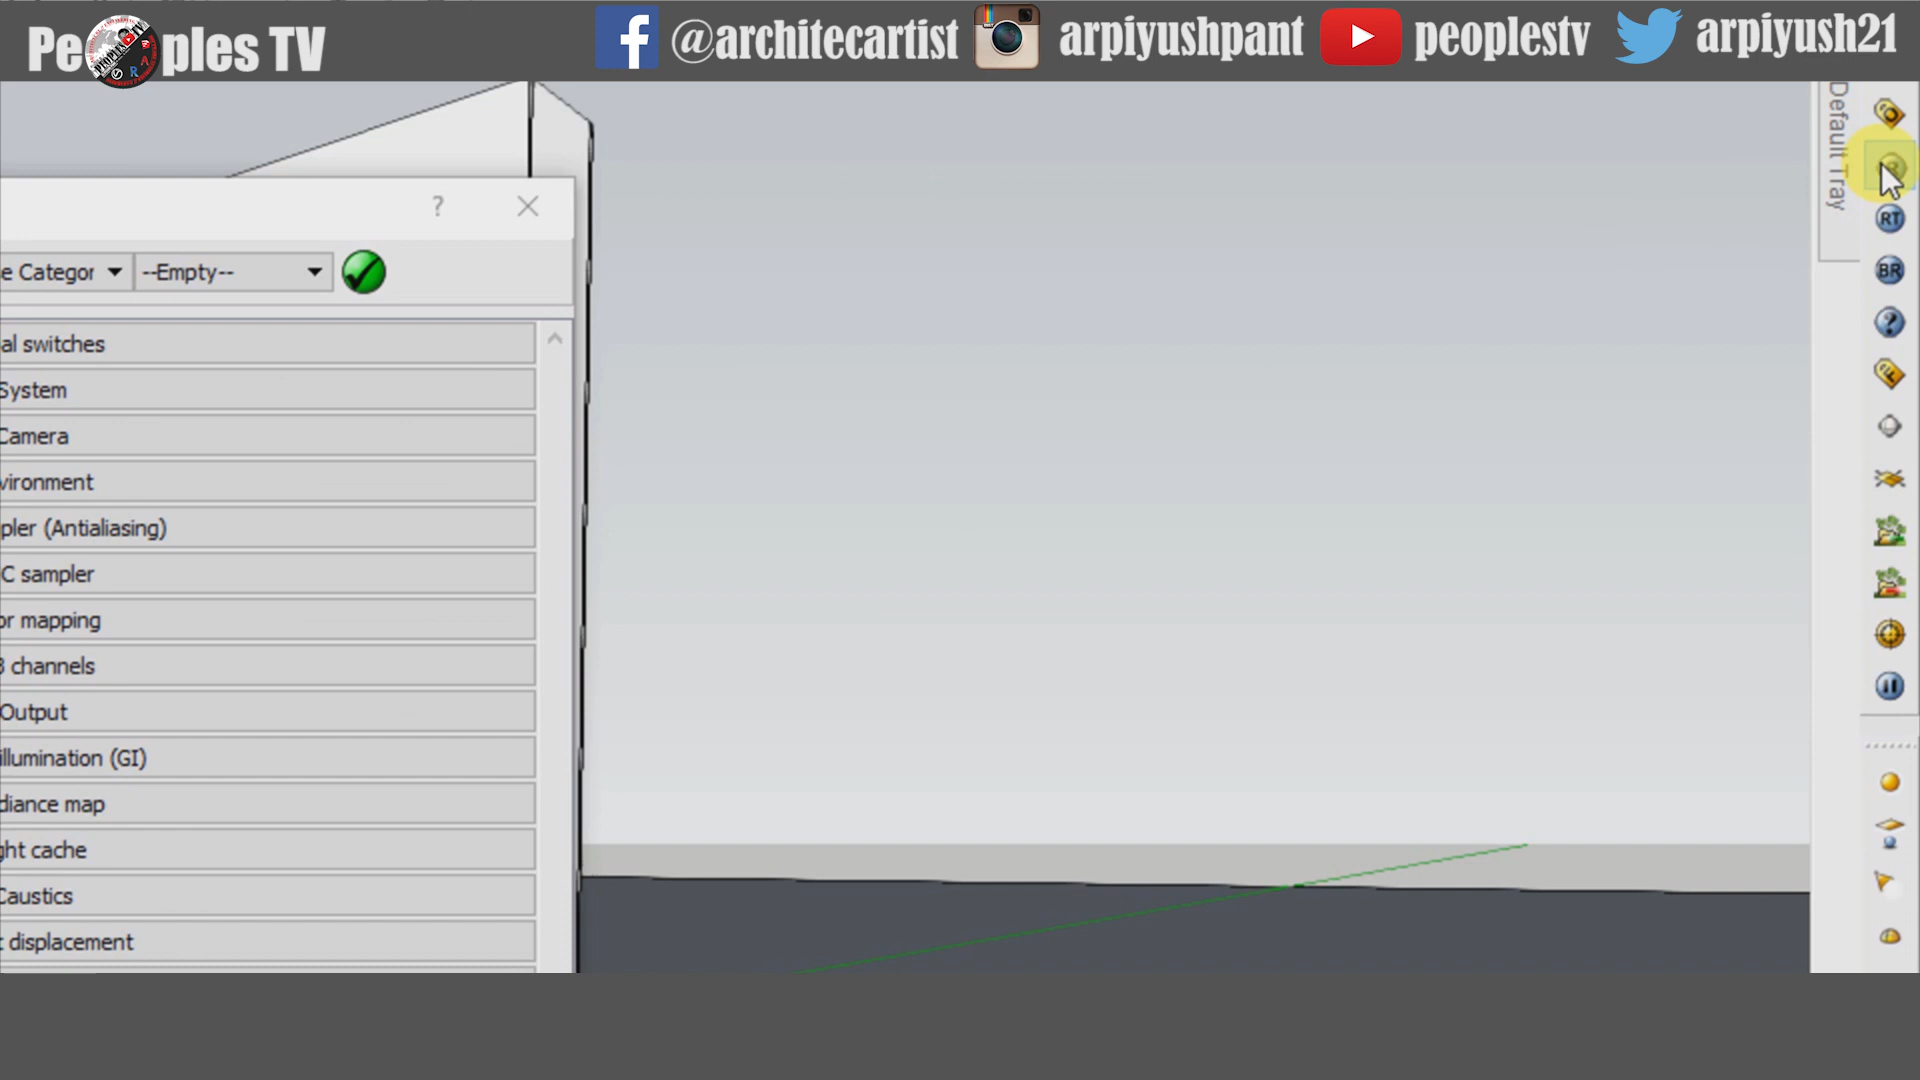 Peoples TV
@architecartist
arpiyushpant
peoplestv
arpiyush21
Default Tray
?
e Categor
--Empty--
al switches
System
Camera
vironment
pler (Antialiasing)
C sampler
or mapping
channels
Output
illumination (GI)
diance map
ght cache
Caustics
t displacement
RT
BR
?